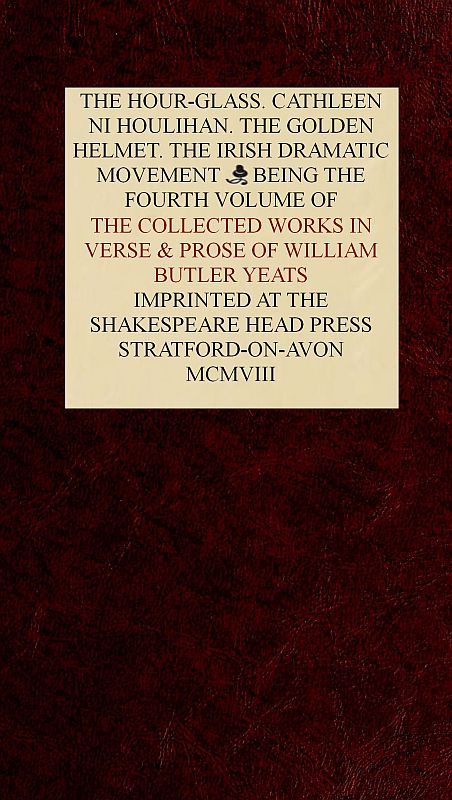 THE HOUR-GLASS. CATHLEEN
NI HOULIHAN. THE GOLDEN
HELMET. THE IRISH DRAMATIC
MOVEMENT BEING THE
FOURTH VOLUME OF
THE COLLECTED WORKS IN
VERSE & PROSE OF WILLIAM
BUTLER YEATS
IMPRINTED AT THE
SHAKESPEARE HEAD PRESS
STRATFORD-ON-AVON
MCMVIII